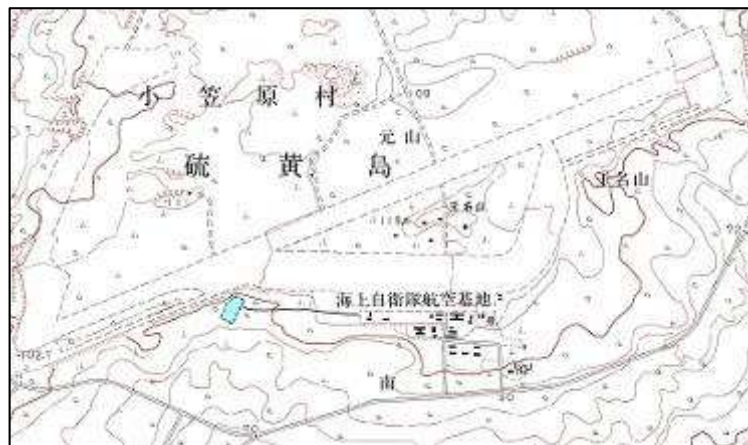 小笠原村
硫黄島
元山
玉名山
海上自衛隊航空基地
南